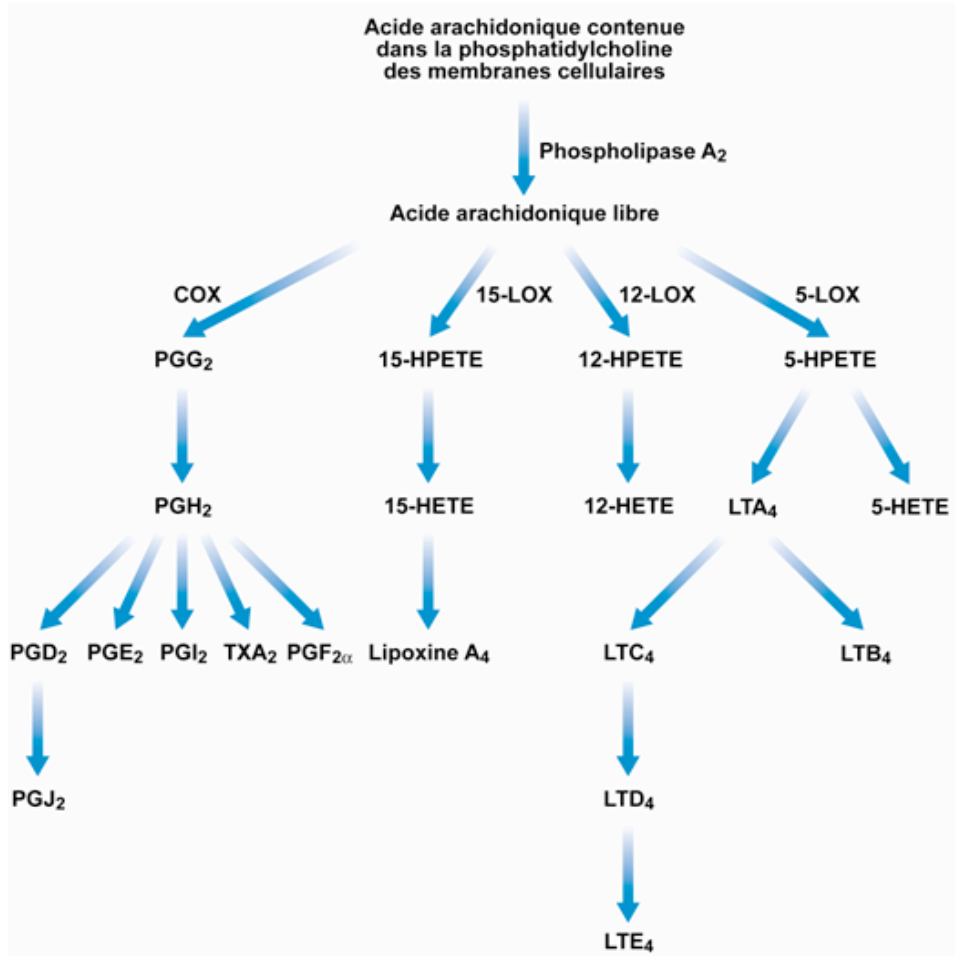 Acide arachidonique contenue
dans la phosphatidylcholine
des membranes cellulaires
Phospholipase A₂
Acide arachidonique libre
COX 15-LOX 12-LOX 5-LOX
PGG₂ 15-HPETE 12-HPETE 5-HPETE
PGH₂ 15-HETE 12-HETE LTA₄ 5-HETE
PGD₂ PGE₂ PGI₂ TXA₂ PGF₂α Lipoxine A₄ LTC₄ LTB₄
PGJ₂ LTD₄
LTE₄